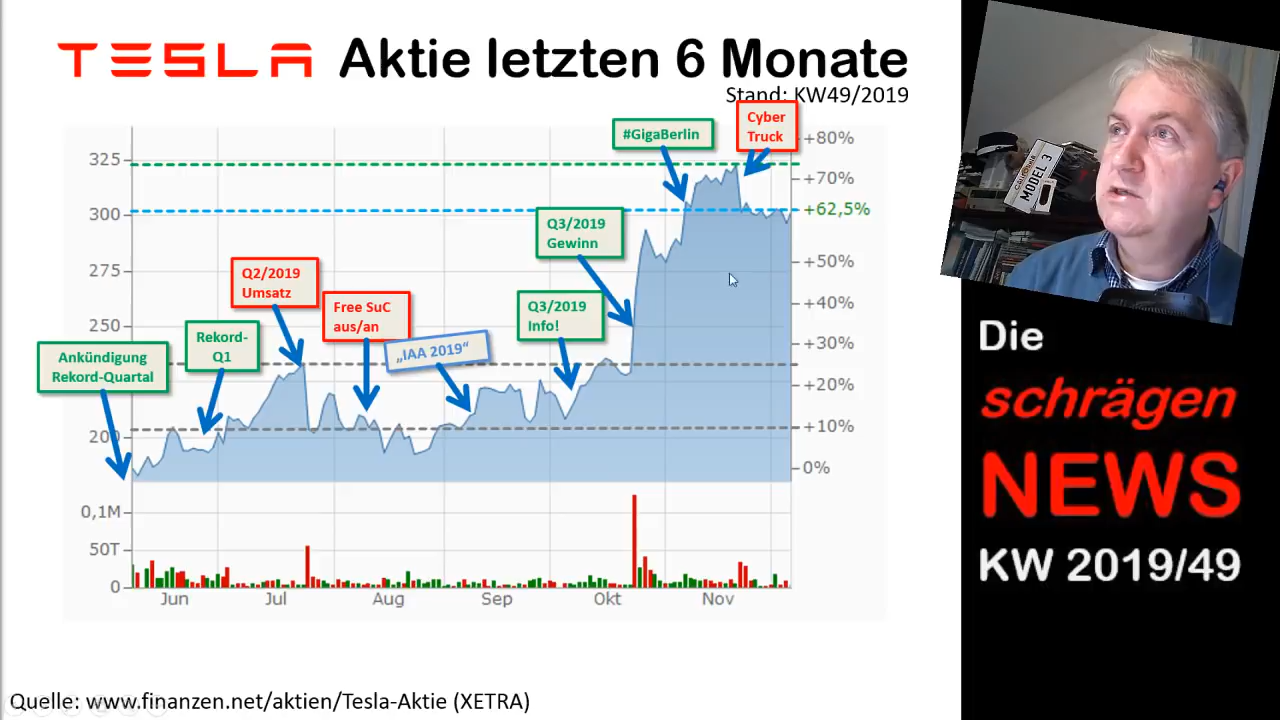 TESLA Aktie letzten 6 Monate
Stand: KW49/2019
Cyber
Truck
#GigaBerlin
Q3/2019
Gewinn
Q2/2019
Umsatz
Free SuC
aus/an
Q3/2019
Info!
„IAA 2019“
Rekord-
Q1
Ankündigung
Rekord-Quartal
325
300
275
250
200
+80%
+70%
+62,5%
+50%
+40%
+30%
+20%
+10%
0%
0,1M
50T
0
Jun Jul Aug Sep Okt Nov
Quelle: www.finanzen.net/aktien/Tesla-Aktie (XETRA)
California
MODEL 3
Die
schrägen
NEWS
KW 2019/49